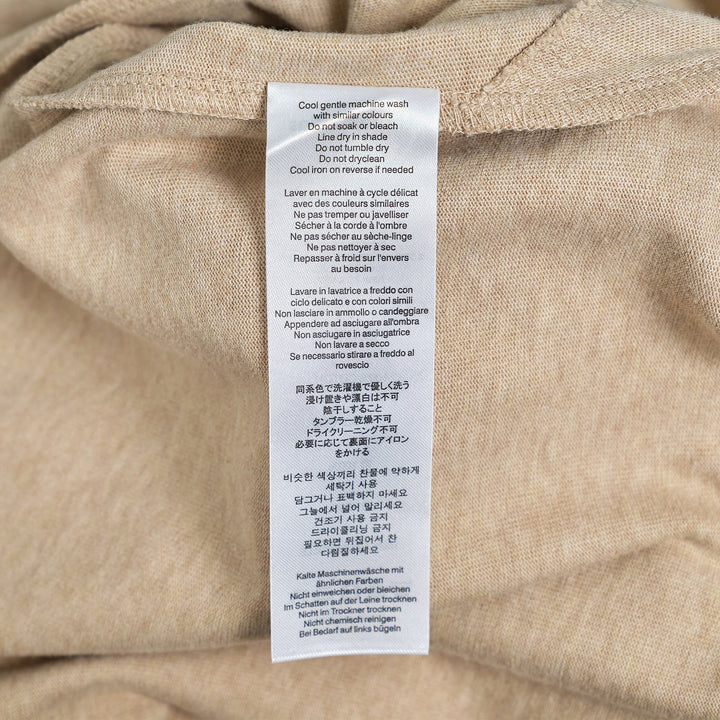 Cool gentle machine wash
with similar colours
Do not soak or bleach
Line dry in shade
Do not tumble dry
Do not dryclean
Cool iron on reverse if needed
Laver en machine à cycle délicat
avec des couleurs similaires
Ne pas tremper ou javelliser
Sécher à la corde à l'ombre
Ne pas sécher au sèche-linge
Ne pas nettoyer à sec
Repasser à froid sur l'envers
au besoin
Lavare in lavatrice a freddo con
ciclo delicato e con colori simili
Non lasciare in ammollo o candeggiare
Appendere ad asciugare all'ombra
Non asciugare in asciugatrice
Non lavare a secco
Se necessario stirare a freddo al
rovescio
同系色で洗濯機で優しく洗う
浸け置きや漂白は不可
陰干しすること
タンブラー乾燥不可
ドライクリーニング不可
必要に応じて裏面にアイロン
をかける
비슷한 색상끼리 찬물에 약하게
세탁기 사용
담그거나 표백하지 마세요
그늘에서 널어 말리세요
건조기 사용 금지
드라이클리닝 금지
필요하면 뒤집어서 찬
다림질하세요
Kalte Maschinenwäsche mit
ähnlichen Farben
Nicht einweichen oder bleichen
Im Schatten auf der Leine trocknen
Nicht im Trockner trocknen
Nicht chemisch reinigen
Bei Bedarf auf links bügeln